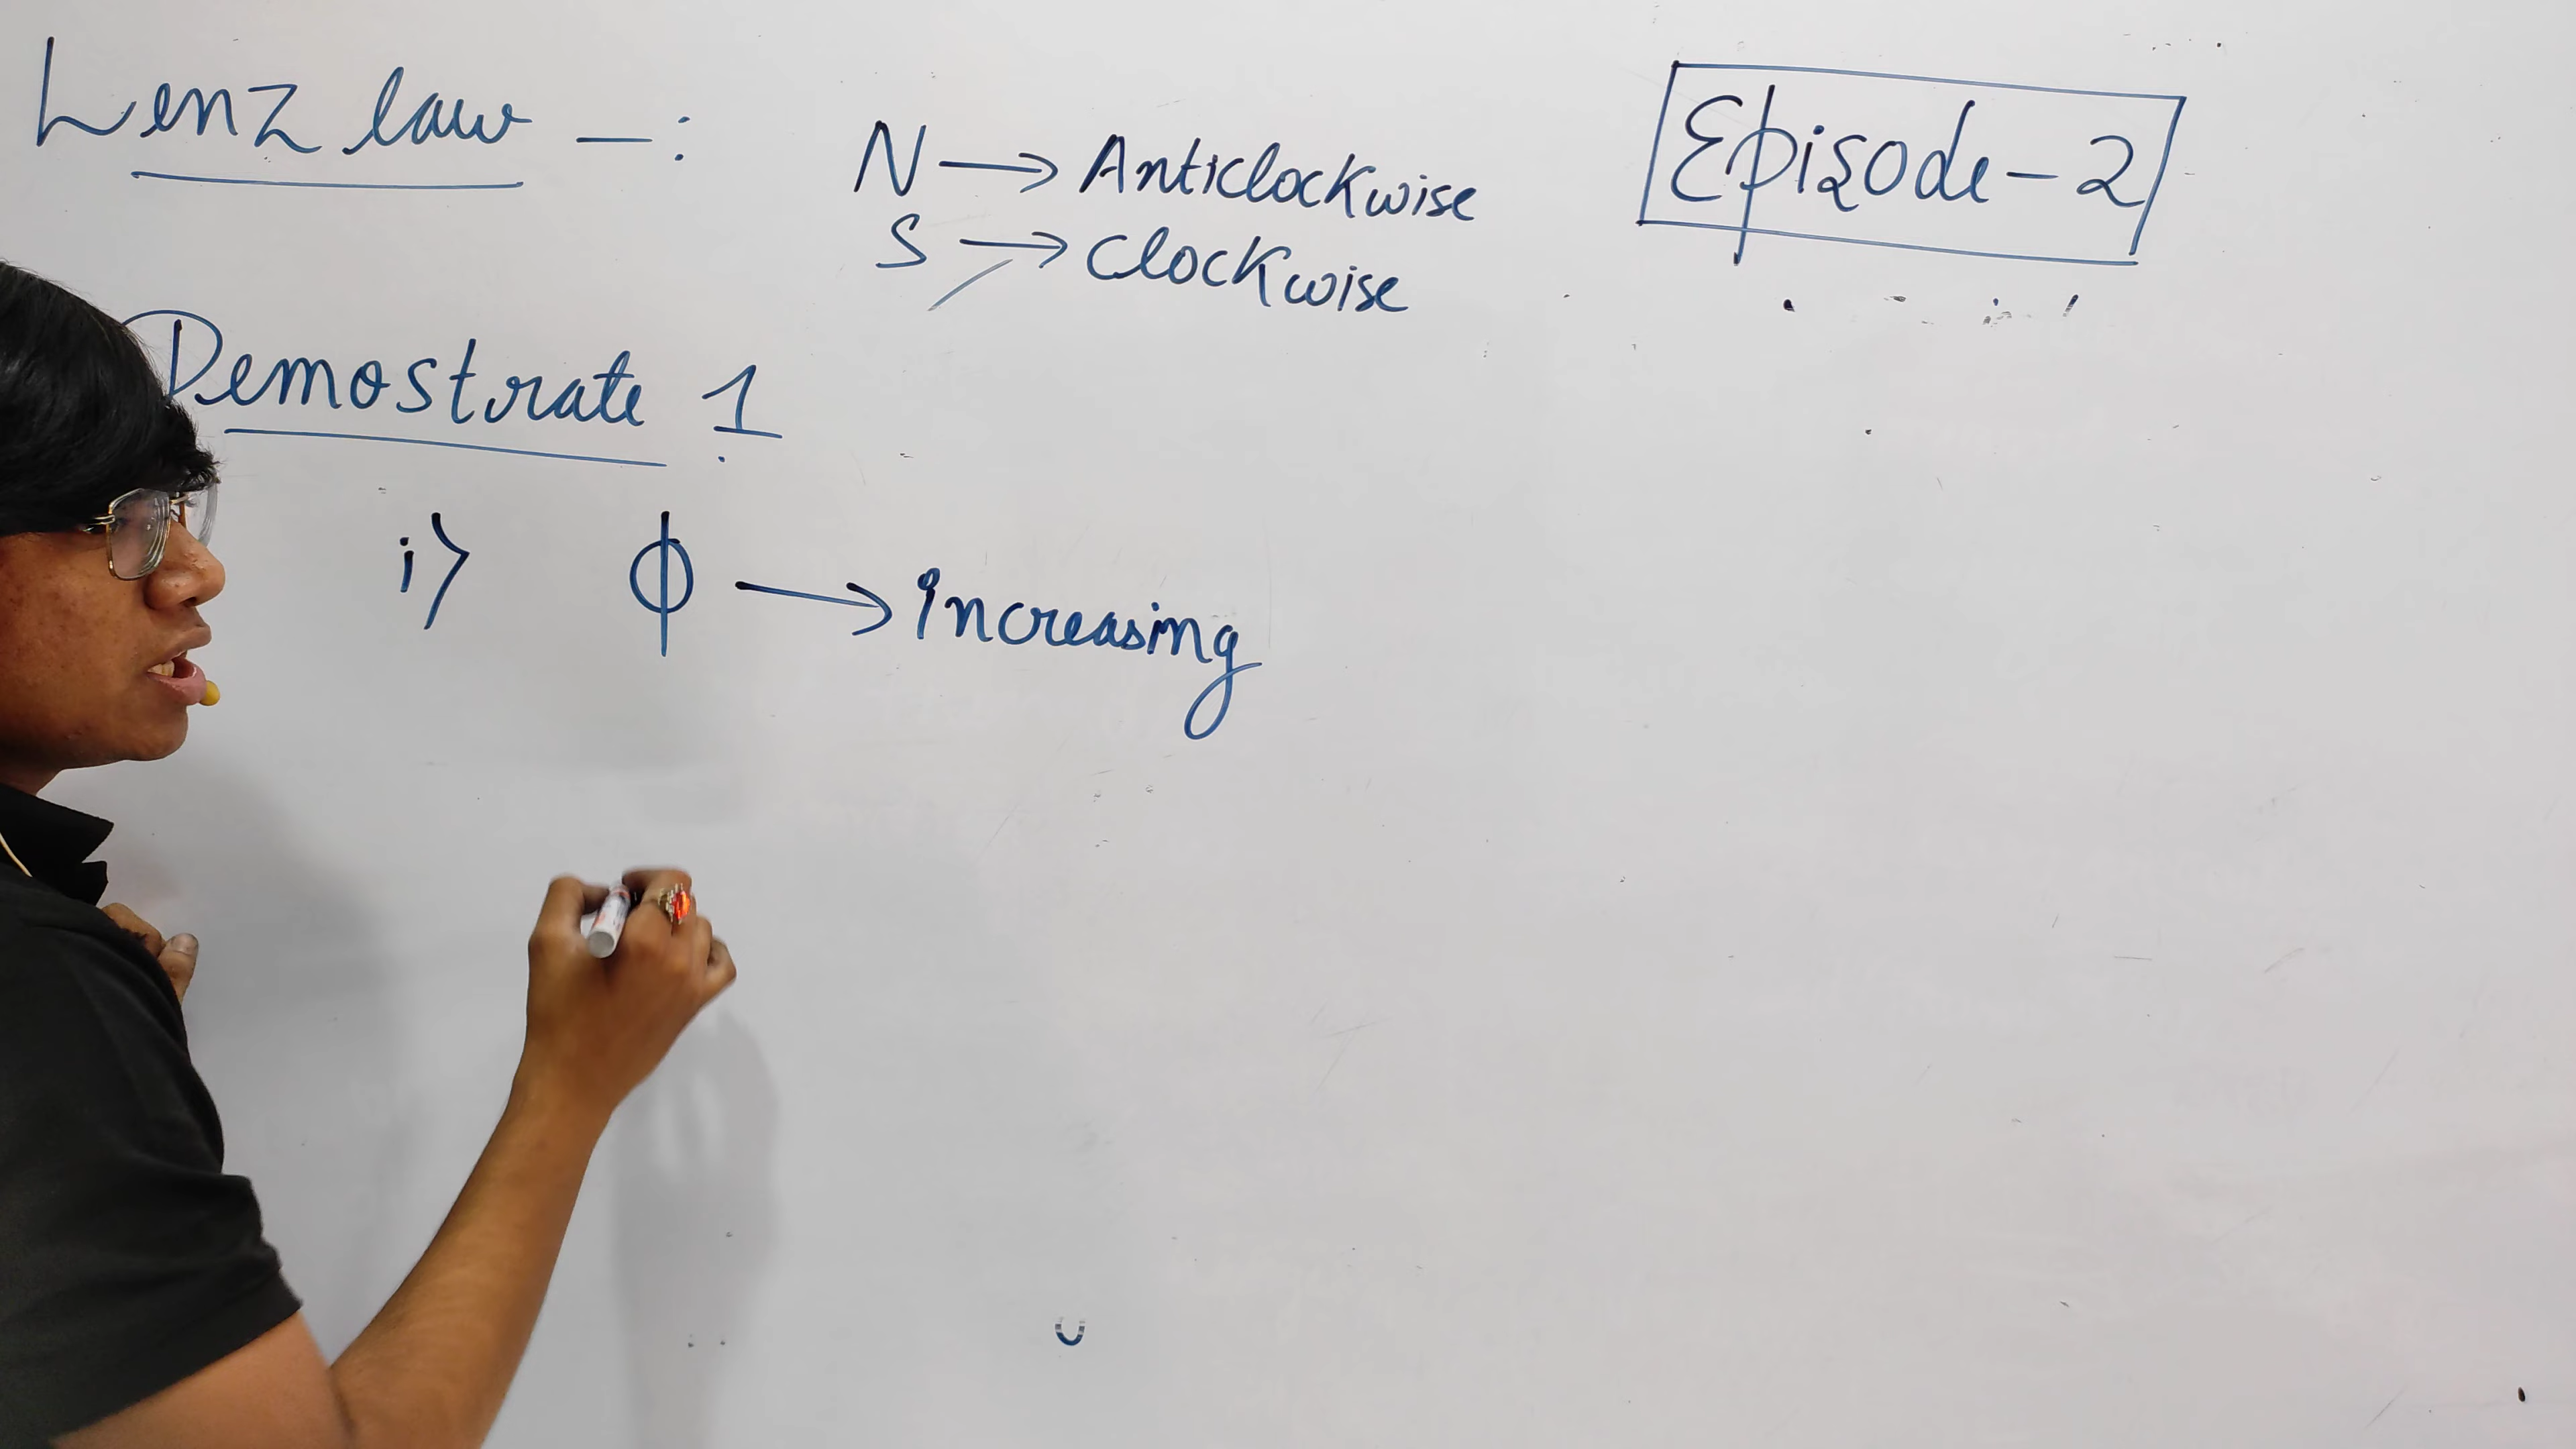 Lenz law -:
N → Anticlockwise
S → Clockwise
Episode-2
Demostrate 1
i> ϕ → increasing